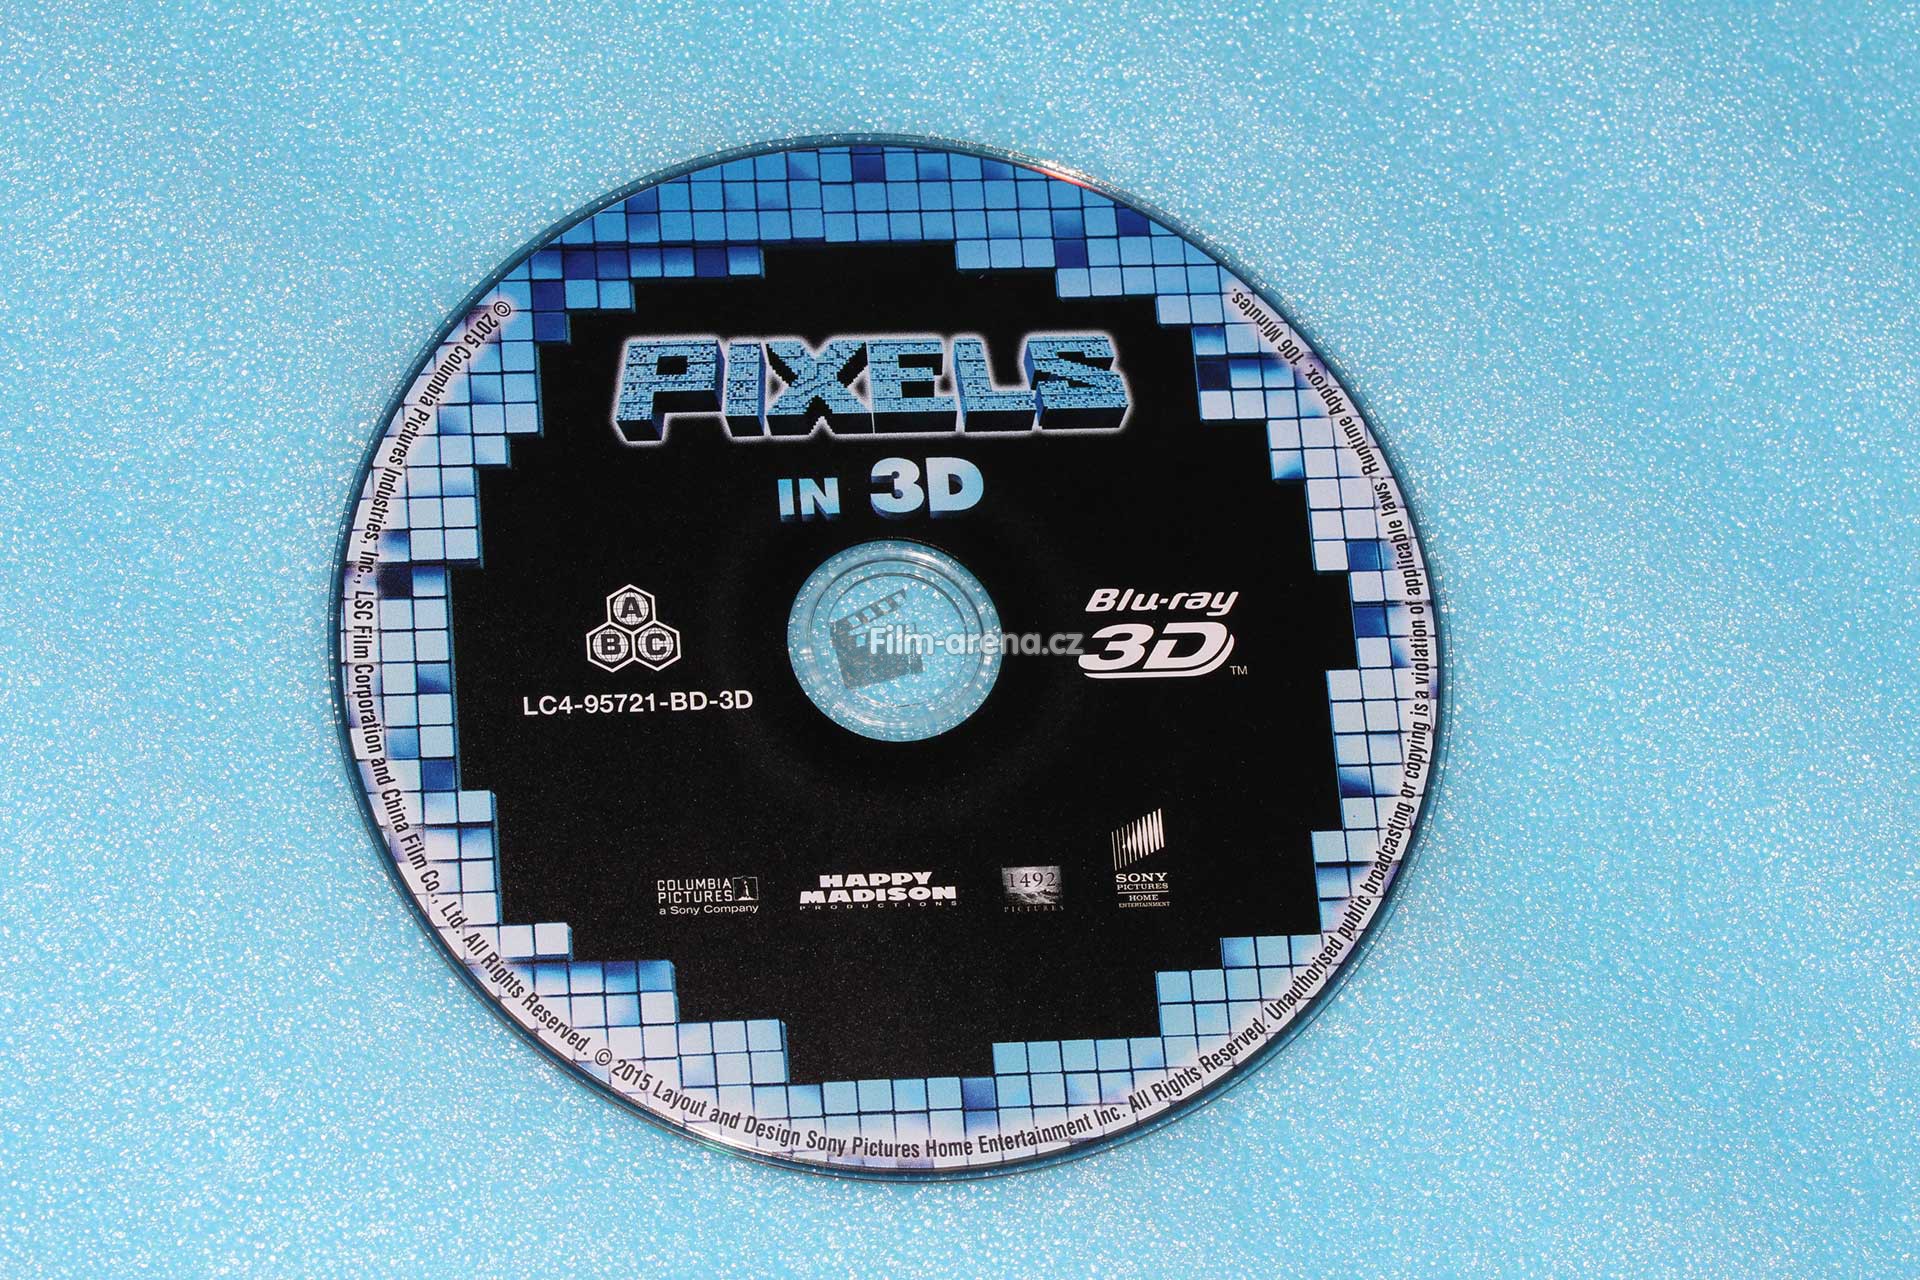 PIXELS
IN 3D
A
B C
LC4-95721-BD-3D
Film-arena.cz
Blu-ray
3D TM
COLUMBIA
PICTURES
a Sony Company
HAPPY
MADISON
PRODUCTIONS
1492
PICTURES
SONY
PICTURES
HOME
ENTERTAINMENT
© 2015 Columbia Pictures Industries, Inc., LSC Film Corporation and China Film Co., Ltd. All Rights Reserved. © 2015 Layout and Design Sony Pictures Home Entertainment Inc. All Rights Reserved. Unauthorised public broadcasting or copying is a violation of applicable laws. Runtime Approx. 106 Minutes.